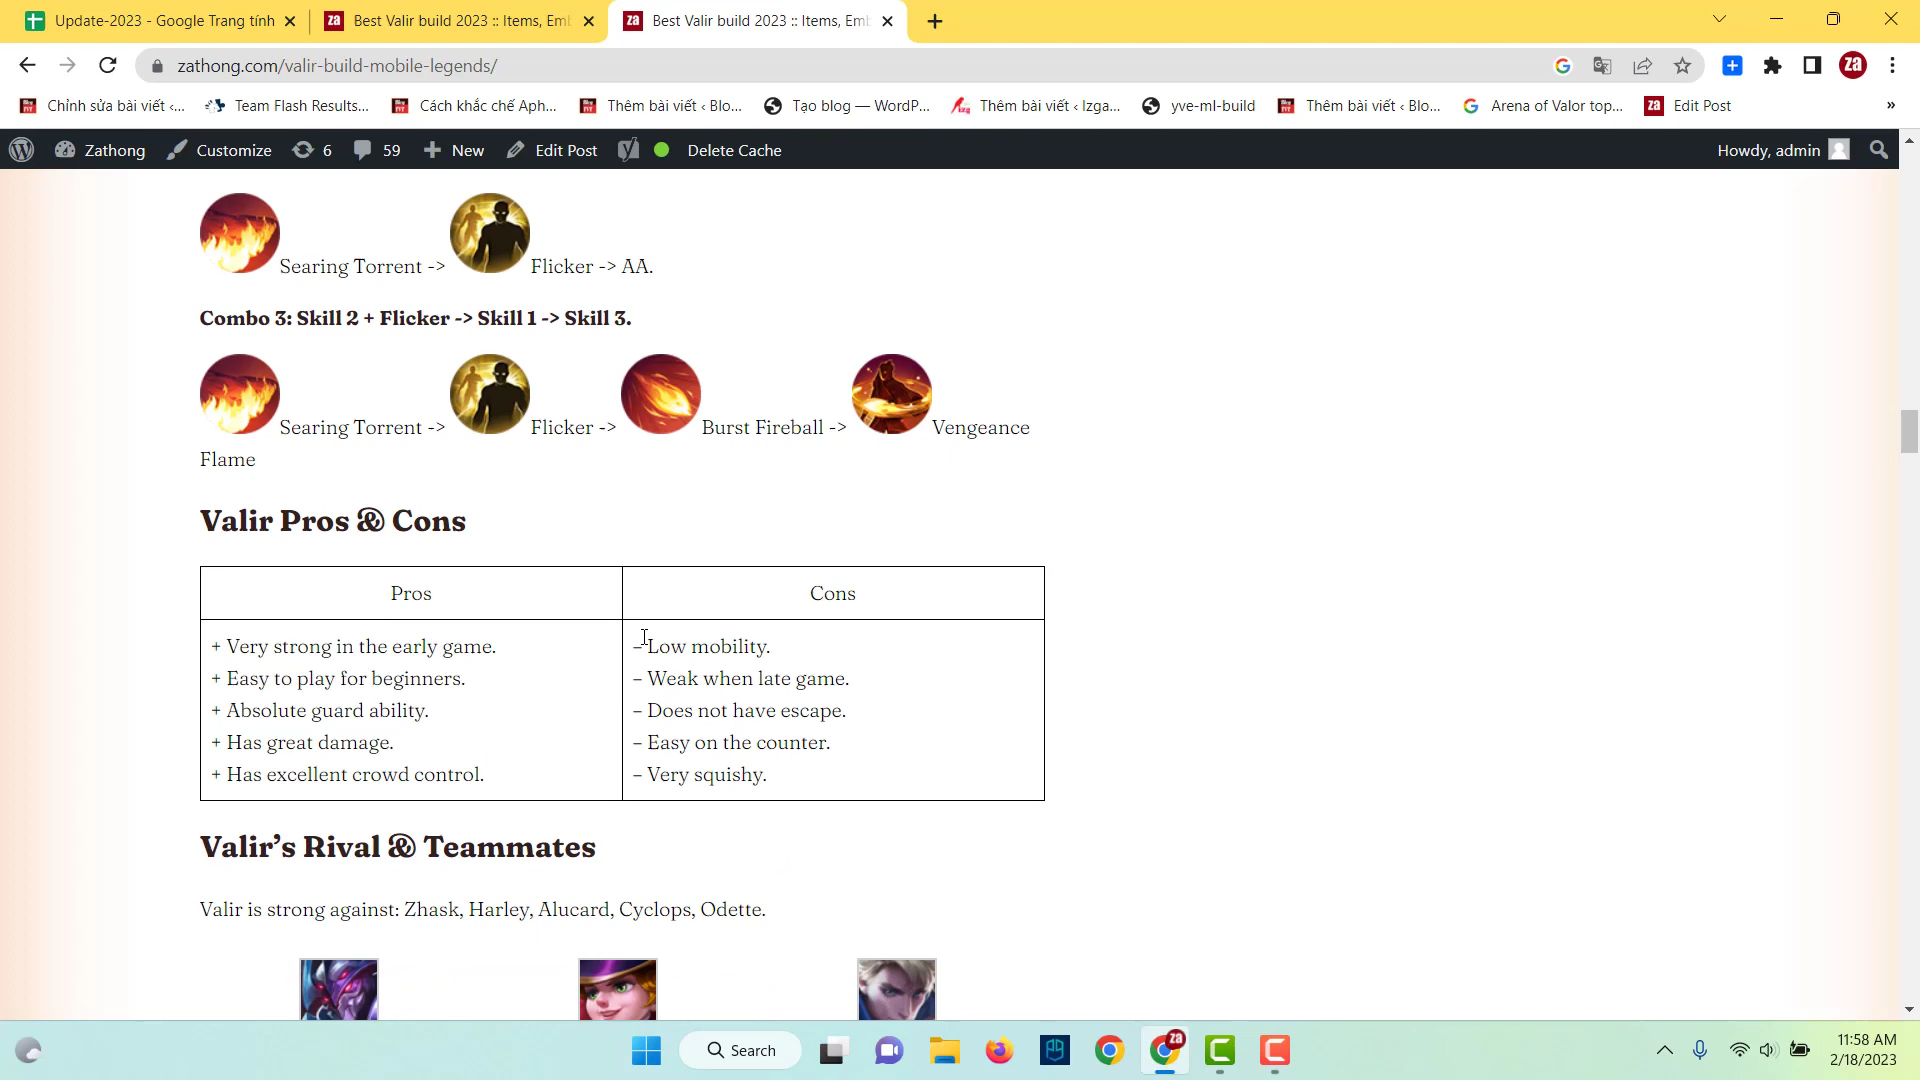 Update-2023 - Google Trang tính
Best Valir build 2023 :: Items, Em
Best Valir build 2023 :: Items, Em
zathong.com/valir-build-mobile-legends/
Chỉnh sửa bài viết ‹...
Team Flash Results...
Cách khắc chế Aph...
Thêm bài viết ‹ Blo...
Tạo blog — WordP...
Thêm bài viết ‹ Izga...
yve-ml-build
Thêm bài viết ‹ Blo...
Arena of Valor top...
Edit Post
»
Zathong
Customize
6
59
New
Edit Post
Delete Cache
Howdy, admin
Searing Torrent -> Flicker -> AA.
Combo 3: Skill 2 + Flicker -> Skill 1 -> Skill 3.
Searing Torrent -> Flicker -> Burst Fireball -> Vengeance
Flame
Valir Pros & Cons
Pros
Cons
+ Very strong in the early game.
+ Easy to play for beginners.
+ Absolute guard ability.
+ Has great damage.
+ Has excellent crowd control.
– Low mobility.
– Weak when late game.
– Does not have escape.
– Easy on the counter.
– Very squishy.
Valir’s Rival & Teammates
Valir is strong against: Zhask, Harley, Alucard, Cyclops, Odette.
Search
11:58 AM
2/18/2023